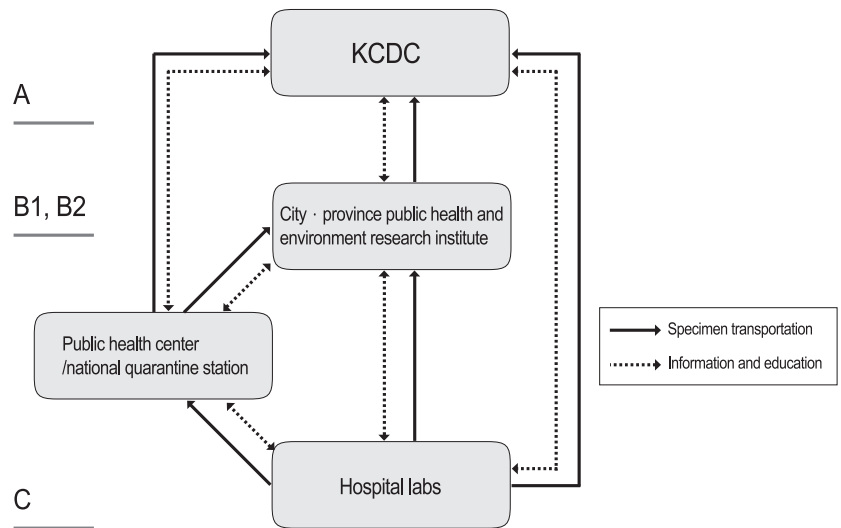 KCDC
A
B1, B2
City · province public health and
environment research institute
Public health center
/national quarantine station
Specimen transportation
Information and education
Hospital labs
C